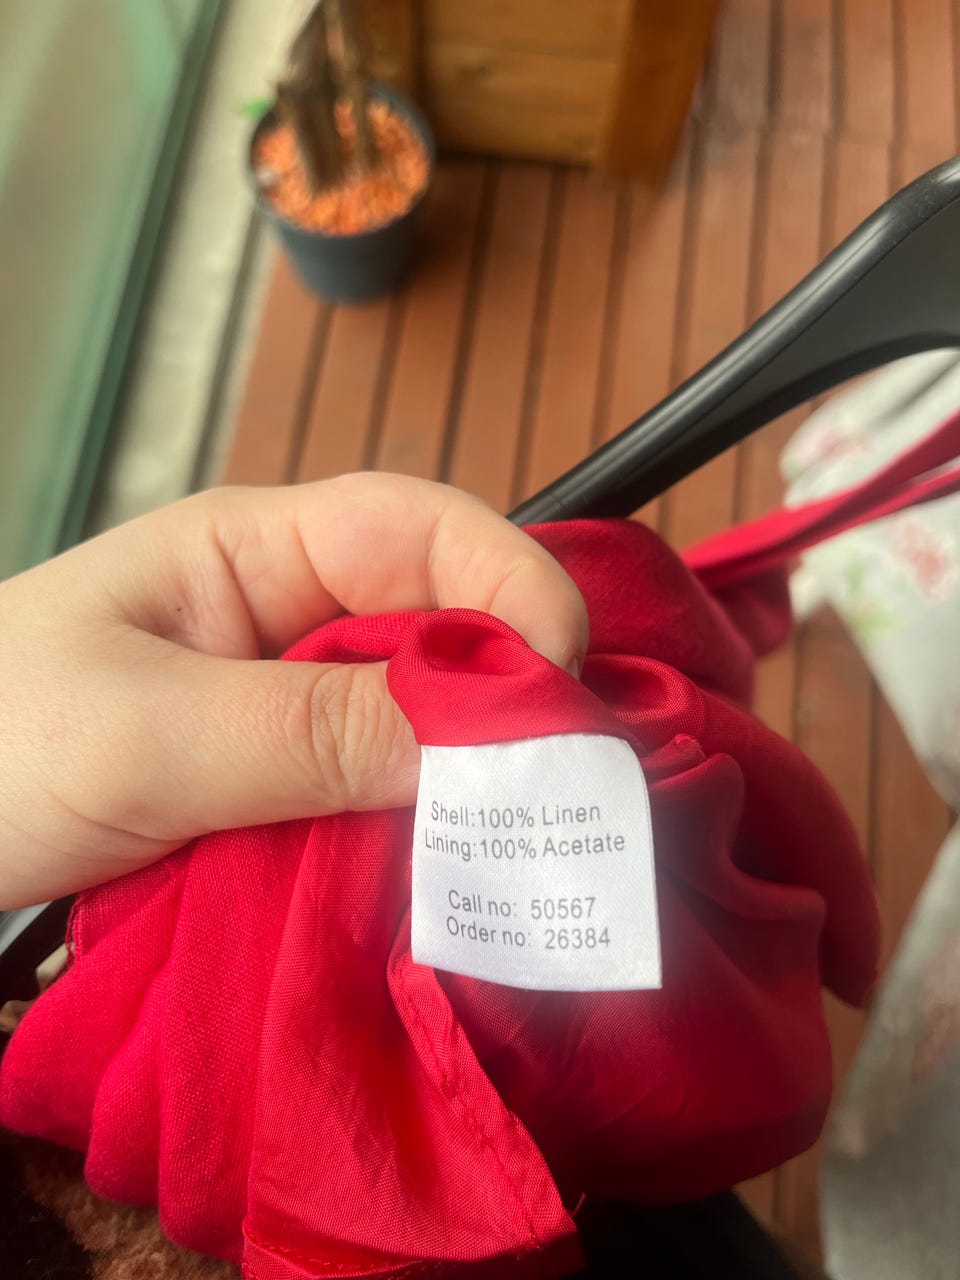 Shell:100% Linen
Lining:100% Acetate
Call no: 50567
Order no: 26384